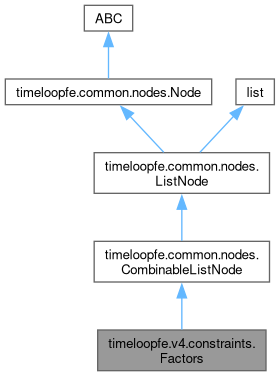 ABC
timeloopfe.common.nodes.Node
list
timeloopfe.common.nodes.
ListNode
timeloopfe.common.nodes.
CombinableListNode
timeloopfe.v4.constraints.
Factors